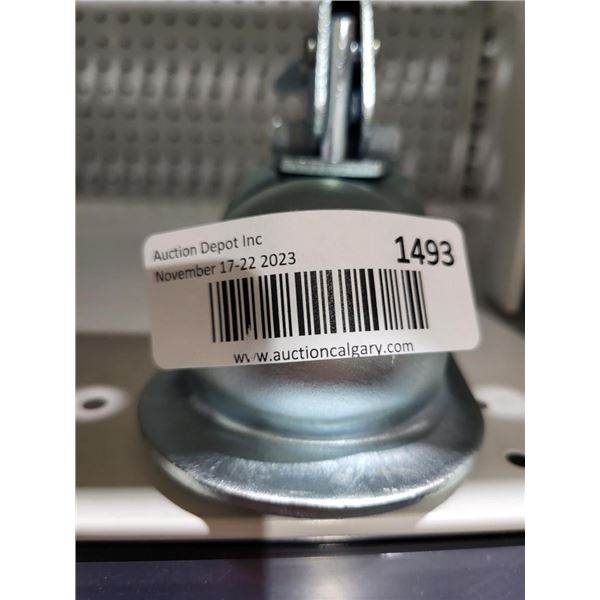 Auction Depot Inc
November 17-22 2023
1493
www.auctioncalgary.com